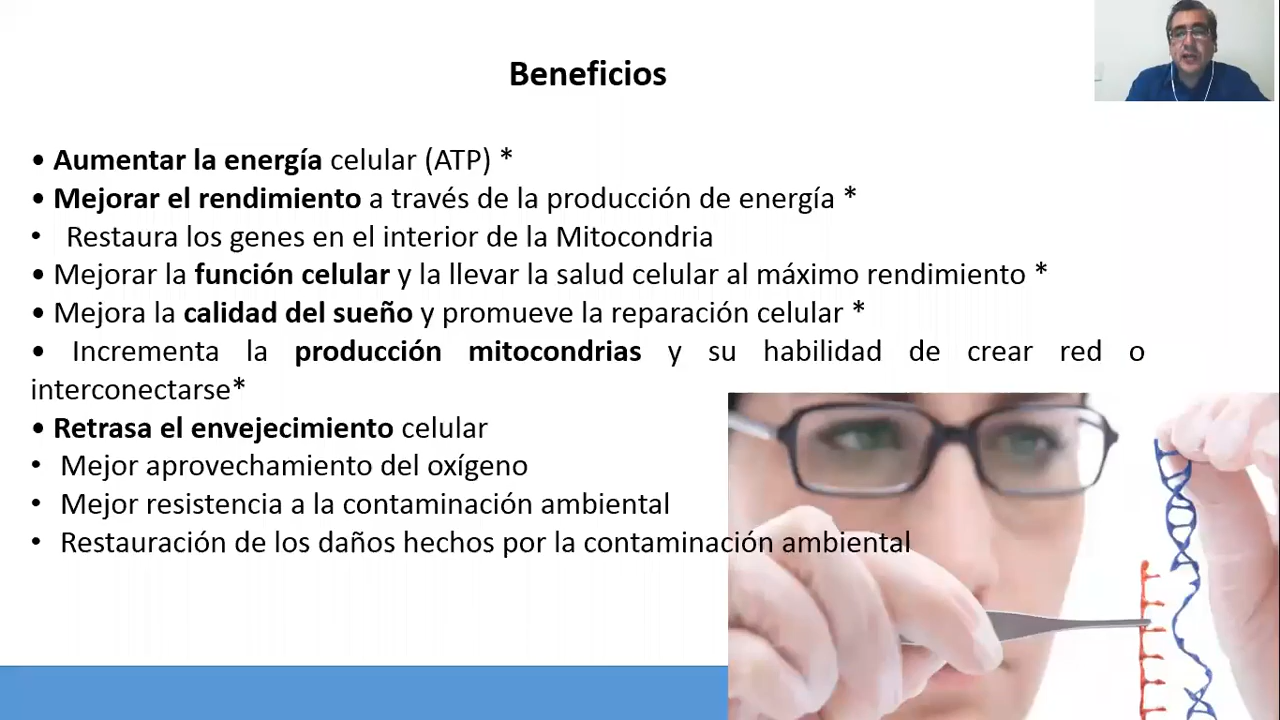 Beneficios
• Aumentar la energía celular (ATP) *
• Mejorar el rendimiento a través de la producción de energía *
• Restaura los genes en el interior de la Mitocondria
• Mejorar la función celular y la llevar la salud celular al máximo rendimiento *
• Mejora la calidad del sueño y promueve la reparación celular *
• Incrementa la producción mitocondrias y su habilidad de crear red o
interconectarse*
• Retrasa el envejecimiento celular
• Mejor aprovechamiento del oxígeno
• Mejor resistencia a la contaminación ambiental
• Restauración de los daños hechos por la contaminación ambiental